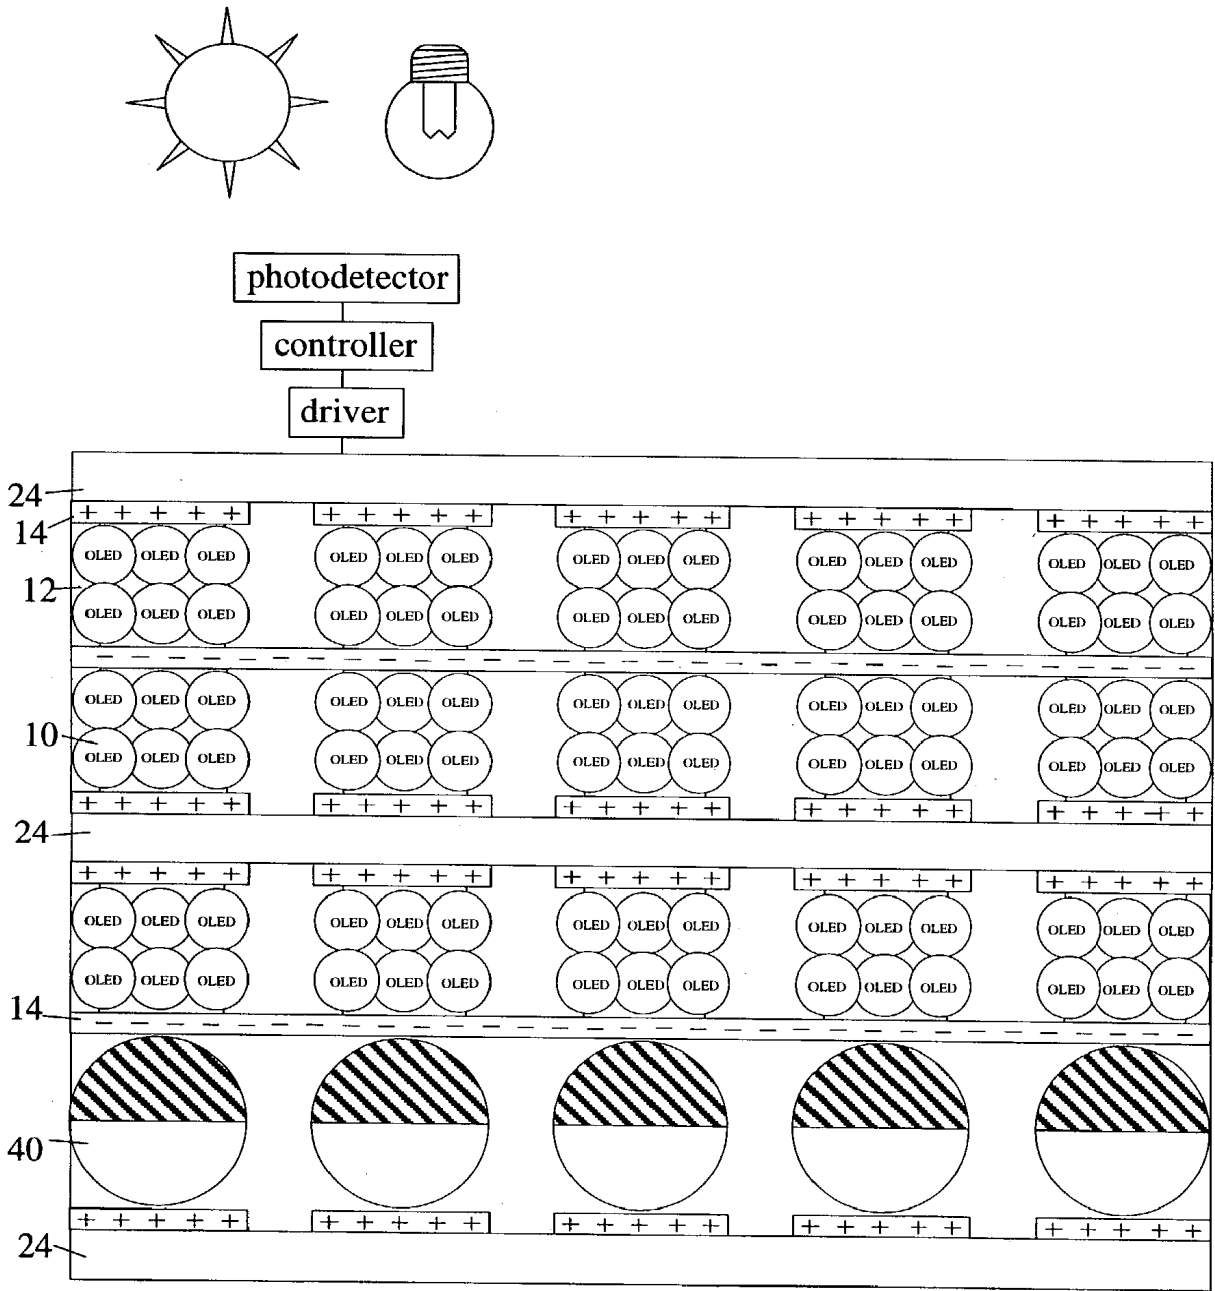 photodetector
controller
driver
24
14
+ + + + + + + + + + + + + + + + + + + + + + + + +
OLED OLED OLED OLED OLED OLED OLED OLED OLED OLED OLED OLED OLED OLED OLED
12
OLED OLED OLED OLED OLED OLED OLED OLED OLED OLED OLED OLED OLED OLED OLED
OLED OLED OLED OLED OLED OLED OLED OLED OLED OLED OLED OLED OLED OLED OLED
10
OLED OLED OLED OLED OLED OLED OLED OLED OLED OLED OLED OLED OLED OLED OLED
+ + + + + + + + + + + + + + + + + + + + + + + + +
24
+ + + + + + + + + + + + + + + + + + + + + + + + +
OLED OLED OLED OLED OLED OLED OLED OLED OLED OLED OLED OLED OLED OLED OLED
OLED OLED OLED OLED OLED OLED OLED OLED OLED OLED OLED OLED OLED OLED OLED
14
40
+ + + + + + + + + + + + + + + + + + + + + + + + +
24